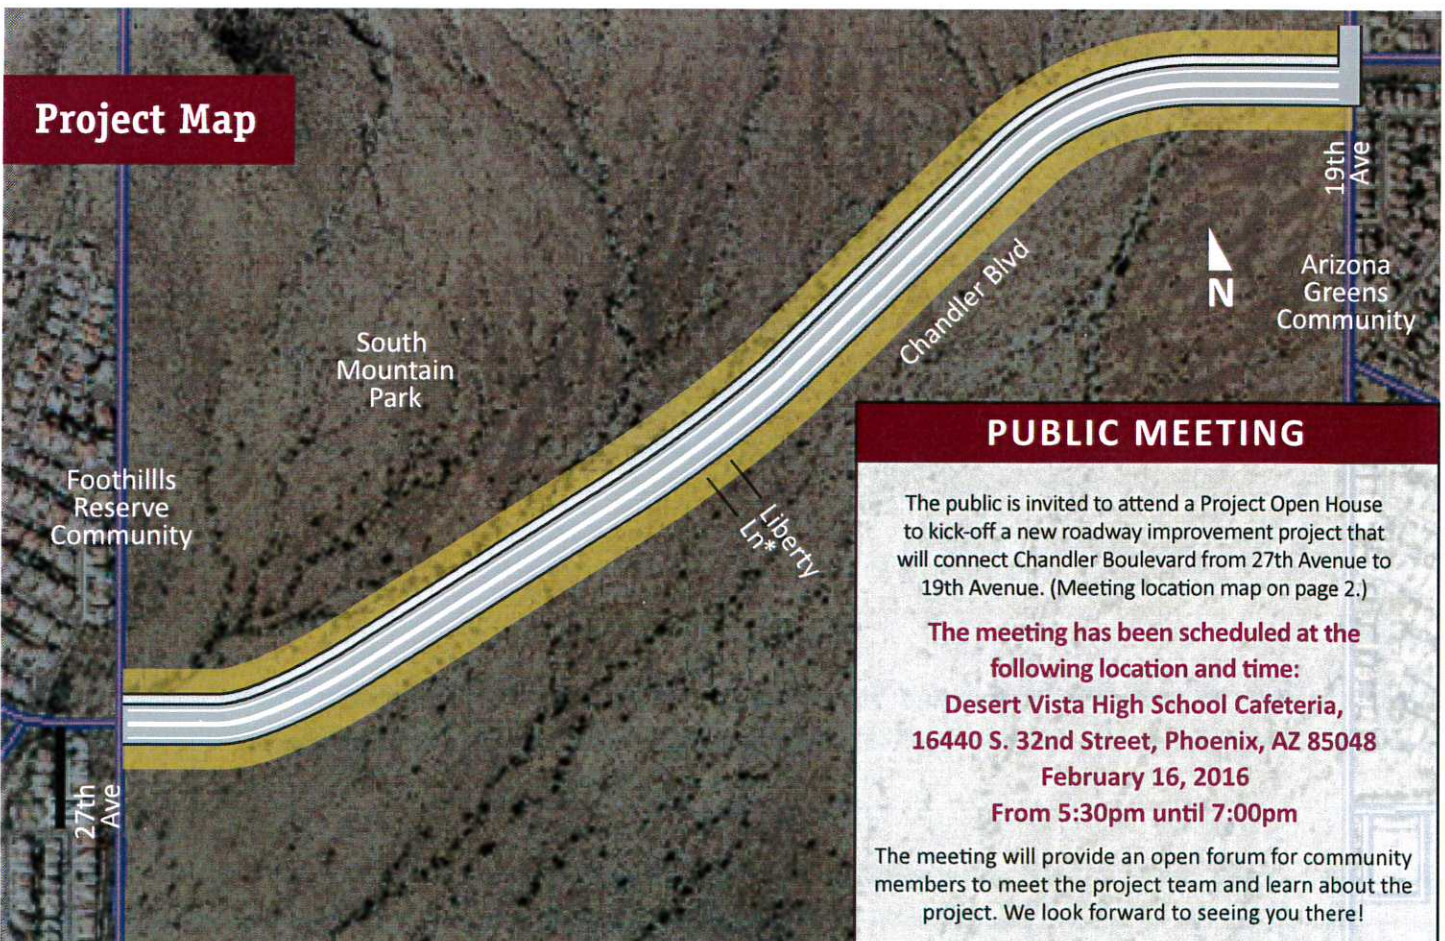 Project Map
19th
Ave
N
Arizona
Greens
Community
Chandler Blvd
South
Mountain
Park
Foothillls
Reserve
Community
Liberty
Ln*
27th
Ave
PUBLIC MEETING
The public is invited to attend a Project Open House
to kick-off a new roadway improvement project that
will connect Chandler Boulevard from 27th Avenue to
19th Avenue. (Meeting location map on page 2.)
The meeting has been scheduled at the
following location and time:
Desert Vista High School Cafeteria,
16440 S. 32nd Street, Phoenix, AZ 85048
February 16, 2016
From 5:30pm until 7:00pm
The meeting will provide an open forum for community
members to meet the project team and learn about the
project. We look forward to seeing you there!